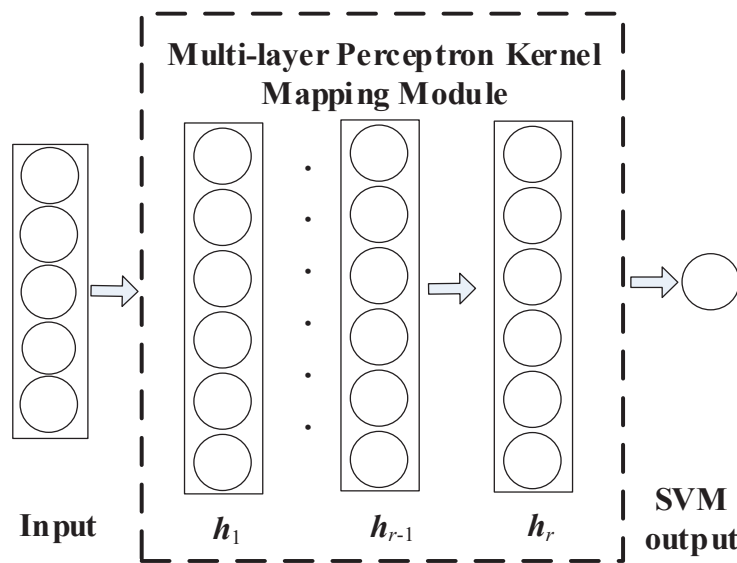 Multi-layer Perceptron Kernel
Mapping Module
Input
h1
hr-1
hr
SVM
output